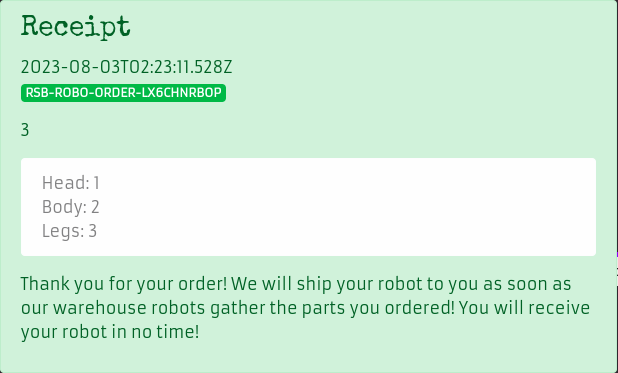 Receipt
2023-08-03T02:23:11.528Z
RSB-ROBO-ORDER-LX6CHNRBOP
3
Head: 1
Body: 2
Legs: 3
Thank you for your order! We will ship your robot to you as soon as
our warehouse robots gather the parts you ordered! You will receive
your robot in no time!